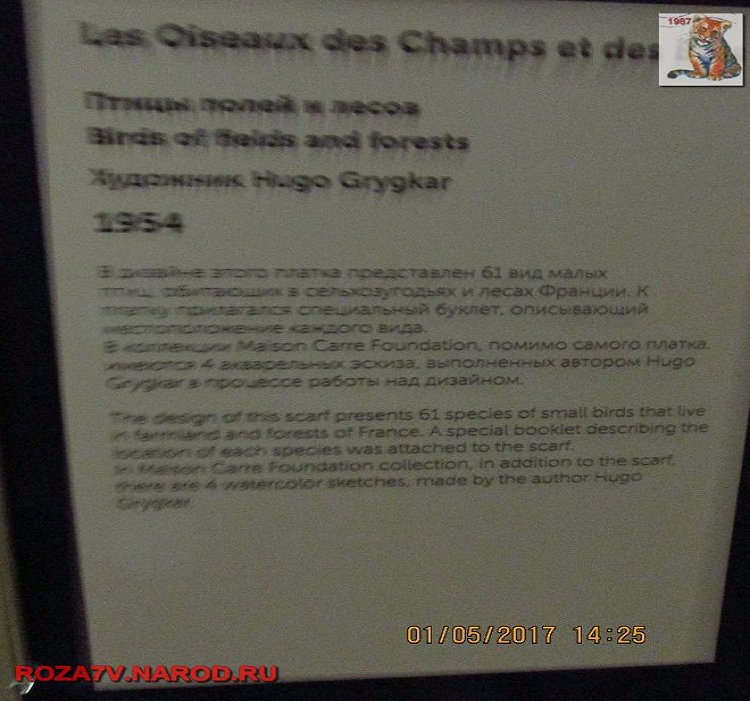 Les Oiseaux des Champs et des
1987
Птицы полей и лесов
Birds of fields and forests
Художник Hugo Grygkar
1954
В дизайне этого платка представлен 61 вид малых
птиц, обитающих в сельхозугодьях и лесах Франции. К
платку прилагался специальный буклет, описывающий
местоположение каждого вида.
В коллекции Maison Carre Foundation, помимо самого платка,
имеются 4 акварельных эскиза, выполненных автором Hugo
Grygkar в процессе работы над дизайном.
The design of this scarf presents 61 species of small birds that live
in farmland and forests of France. A special booklet describing the
location of each species was attached to the scarf.
In Maison Carre Foundation collection, in addition to the scarf,
there are 4 watercolor sketches, made by the author Hugo
Grygkar
01/05/2017 14:25
ROZA7V.NAROD.RU